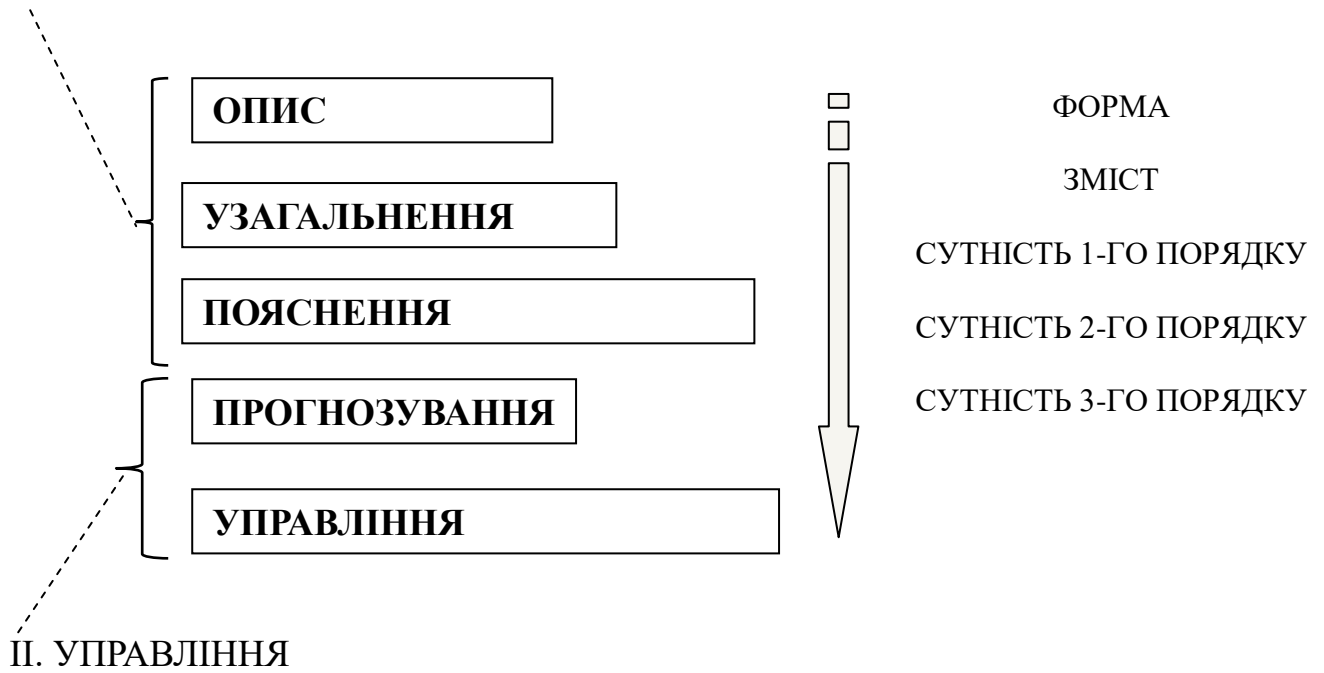 ОПИС
УЗАГАЛЬНЕННЯ
ПОЯСНЕННЯ
ПРОГНОЗУВАННЯ
УПРАВЛІННЯ
ФОРМА
ЗМІСТ
СУТНІСТЬ 1-ГО ПОРЯДКУ
СУТНІСТЬ 2-ГО ПОРЯДКУ
СУТНІСТЬ 3-ГО ПОРЯДКУ
ІІ. УПРАВЛІННЯ